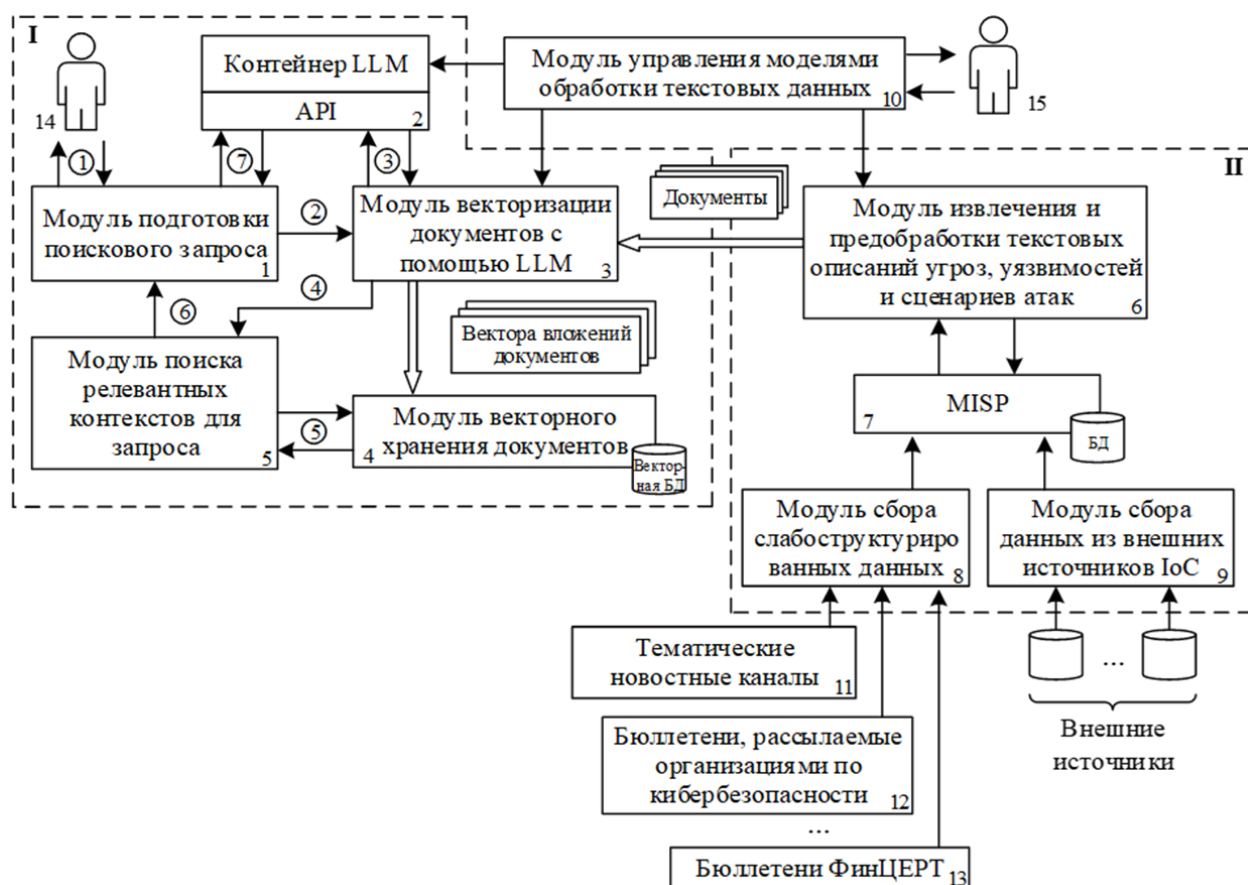 I
14
Контейнер LLM
API
2
Модуль управления моделями
обработки текстовых данных
10
15
1
7
3
II
Модуль подготовки
поискового запроса
1
2
Модуль векторизации
документов с
помощью LLM
3
Документы
Модуль извлечения и
предобработки текстовых
описаний угроз, уязвимостей
и сценариев атак
6
4
6
Вектора вложений
документов
Модуль поиска
релевантных
контекстов для
запроса
5
5
Модуль векторного
хранения документов
4
Вектор-
ная БД
MISP
7
БД
Модуль сбора
слабоструктуриро
ванных данных
8
Модуль сбора
данных из внешних
источников IoC
9
Тематические
новостные каналы
11
...
Внешние
источники
Бюллетени, рассылаемые
организациями по
кибербезопасности
12
...
Бюллетени ФинЦЕРТ
13